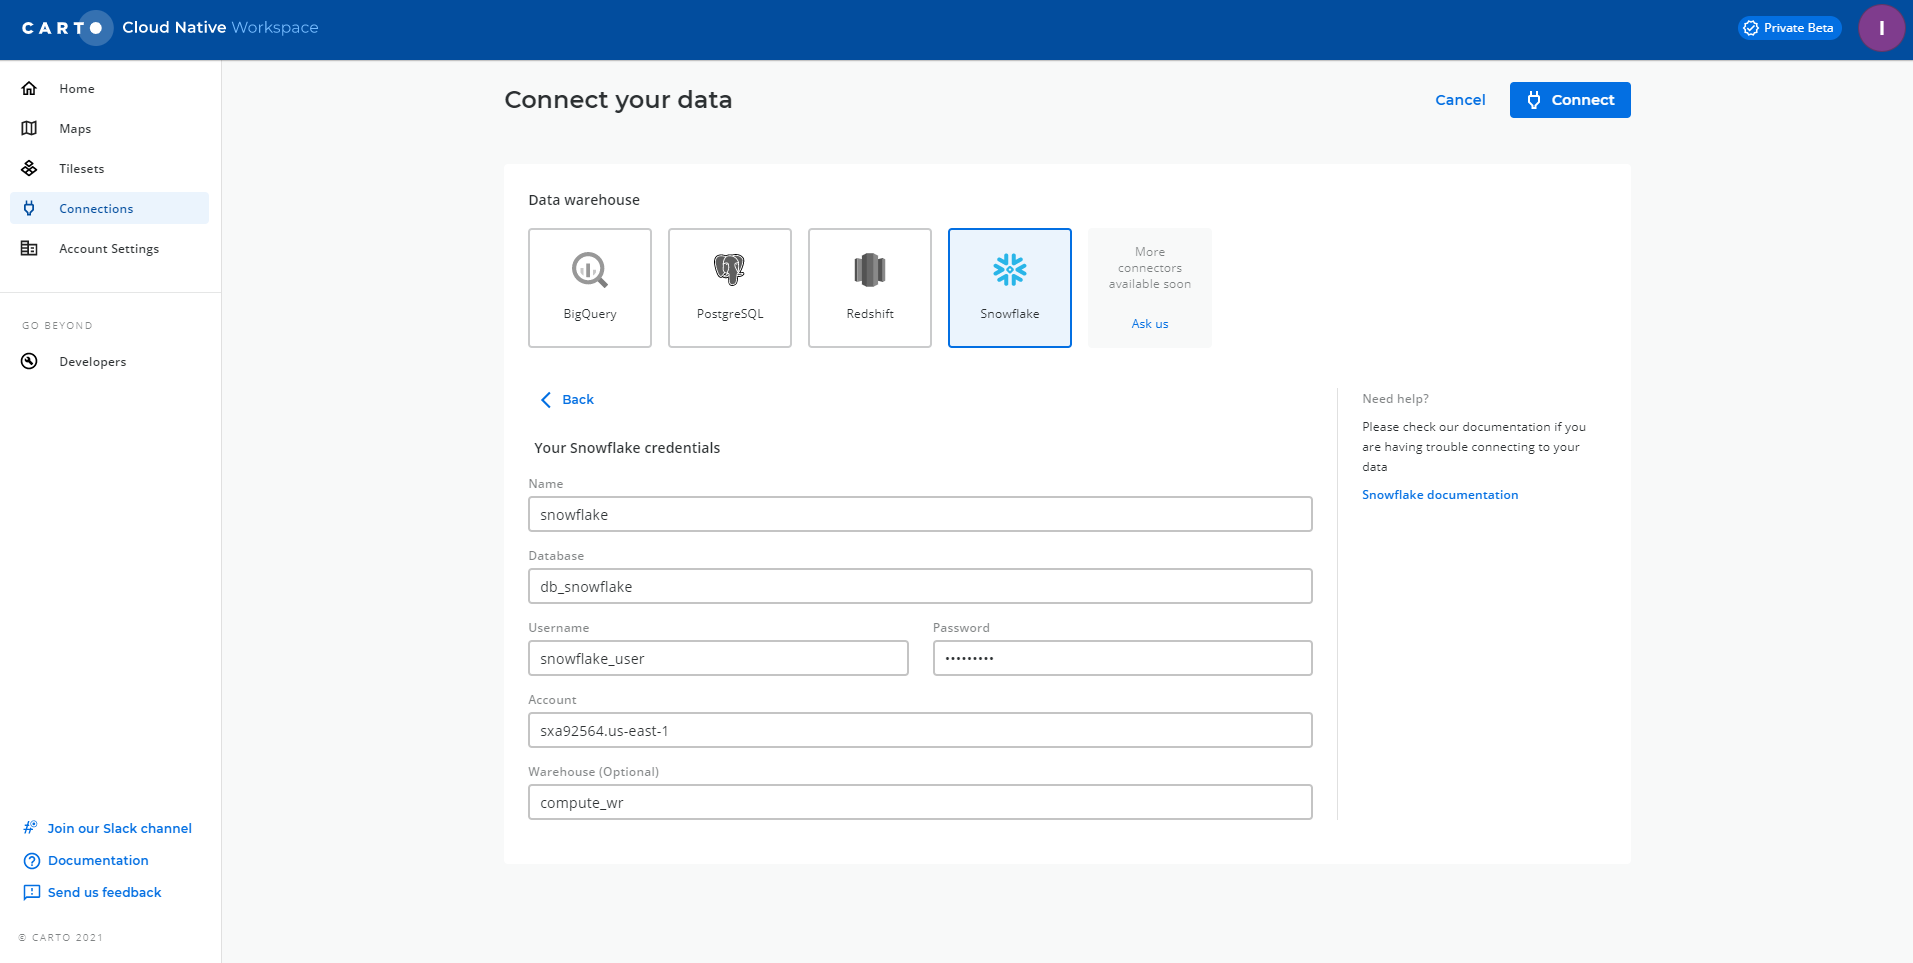 CARTO Cloud Native Workspace
Private Beta
I
Home
Maps
Tilesets
Connections
Account Settings
GO BEYOND
Developers
Join our Slack channel
Documentation
Send us feedback
© CARTO 2021
Connect your data
Cancel
Connect
Data warehouse
BigQuery
PostgreSQL
Redshift
Snowflake
More
connectors
available soon
Ask us
Back
Your Snowflake credentials
Name
snowflake
Database
db_snowflake
Username
snowflake_user
Password
•••••••••
Account
sxa92564.us-east-1
Warehouse (Optional)
compute_wr
Need help?
Please check our documentation if you
are having trouble connecting to your
data
Snowflake documentation